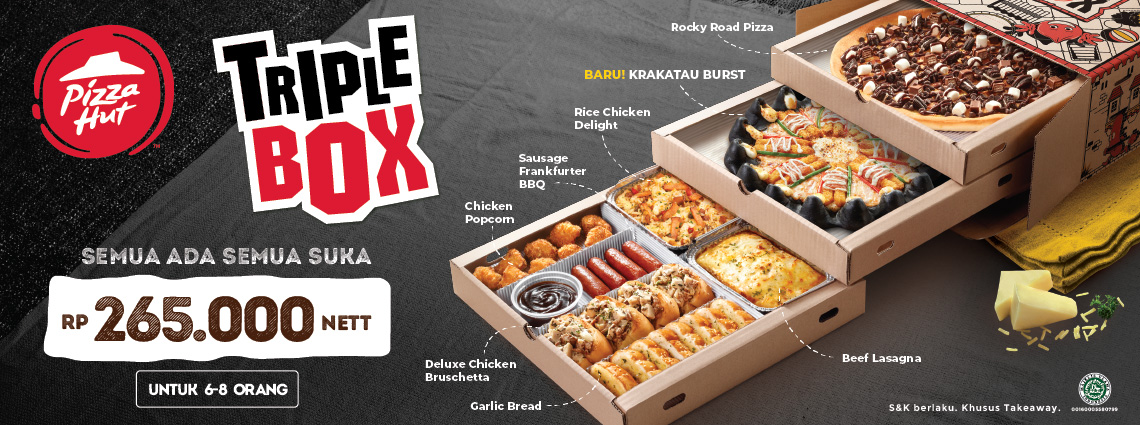 Pizza
Hut
TRIPLE
BOX
SEMUA ADA SEMUA SUKA
RP 265.000 NETT
UNTUK 6-8 ORANG
Rocky Road Pizza
BARU! KRAKATAU BURST
Rice Chicken
Delight
Sausage
Frankfurter
BBQ
Chicken
Popcorn
Deluxe Chicken
Bruschetta
Garlic Bread
Beef Lasagna
S&K berlaku. Khusus Takeaway.